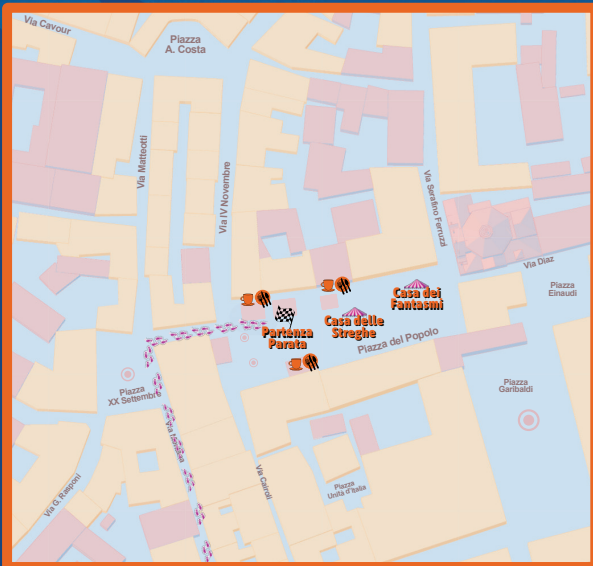 Via Cavour
Piazza
A. Costa
Via Matteotti
Via IV Novembre
Via Serafino Ferruzzi
Via Diaz
Piazza
Einaudi
Casa dei
Fantasmi
Casa delle
Streghe
Partenza
Parata
Piazza del Popolo
Piazza
XX Settembre
Piazza
Garibaldi
Via Mentana
Via Cairoli
Piazza
Unità d'Italia
Via G. Rasponi